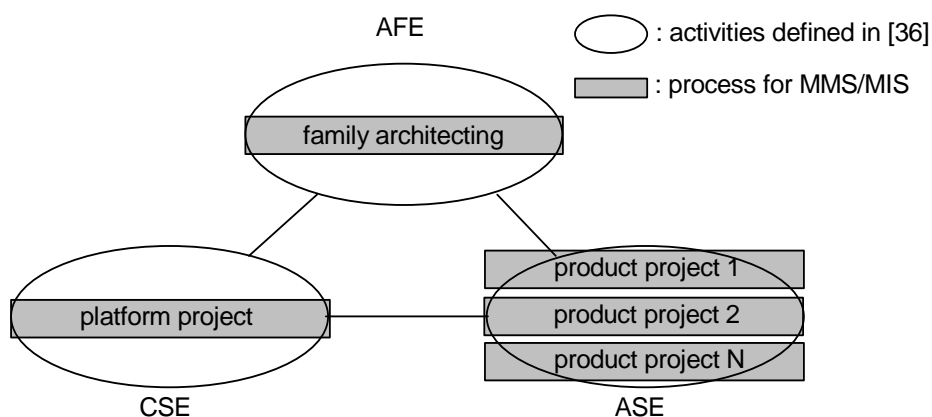 AFE
: activities defined in [36]
: process for MMS/MIS
family architecting
platform project
product project 1
product project 2
product project N
CSE
ASE